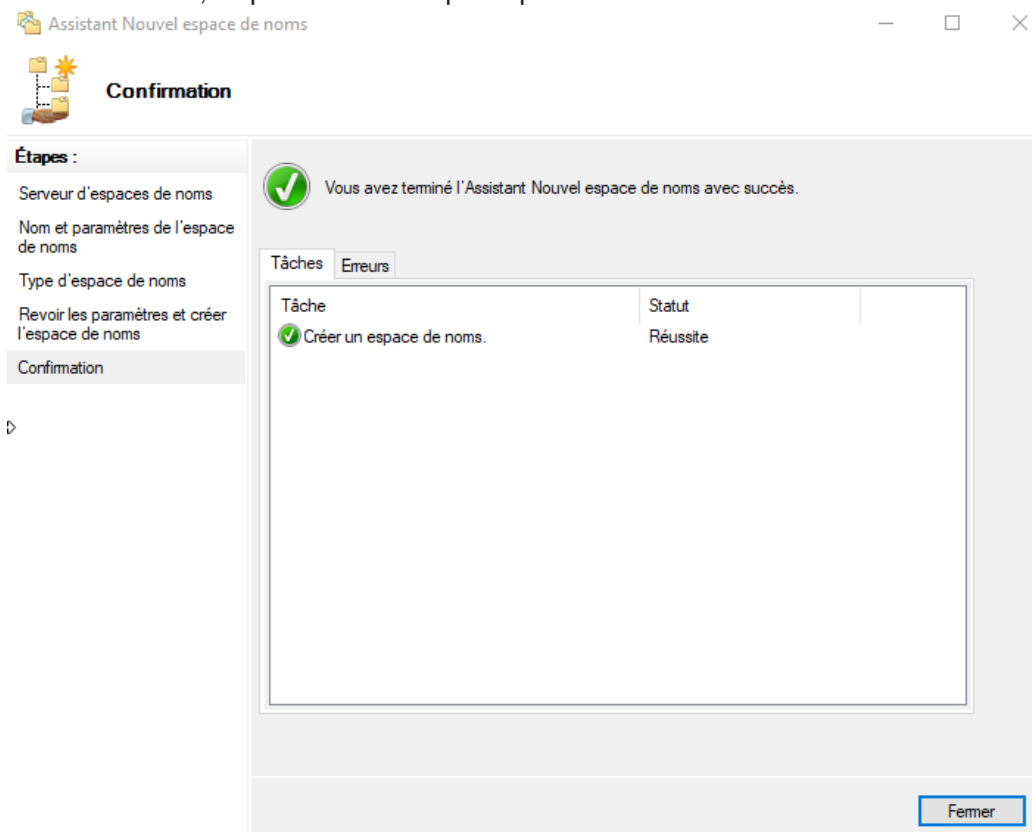 Assistant Nouvel espace de noms
Confirmation
Étapes :
Serveur d'espaces de noms
Nom et paramètres de l'espace
de noms
Type d'espace de noms
Revoir les paramètres et créer
l'espace de noms
Confirmation
Vous avez terminé l'Assistant Nouvel espace de noms avec succès.
Tâches Erreurs
Tâche Statut
Créer un espace de noms. Réussite
Fermer